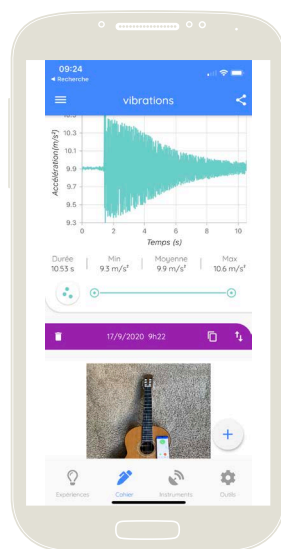 09:24
◀ Recherche
vibrations
10.3
10.1
9.9
9.7
9.5
9.3
0 2 4 6 8 10
Accélération(m/s²)
Temps (s)
Durée Min Moyenne Max
10.53 s 9.3 m/s² 9.9 m/s² 10.6 m/s²
17/9/2020 9h22
Expériences Cahier Instruments Outils